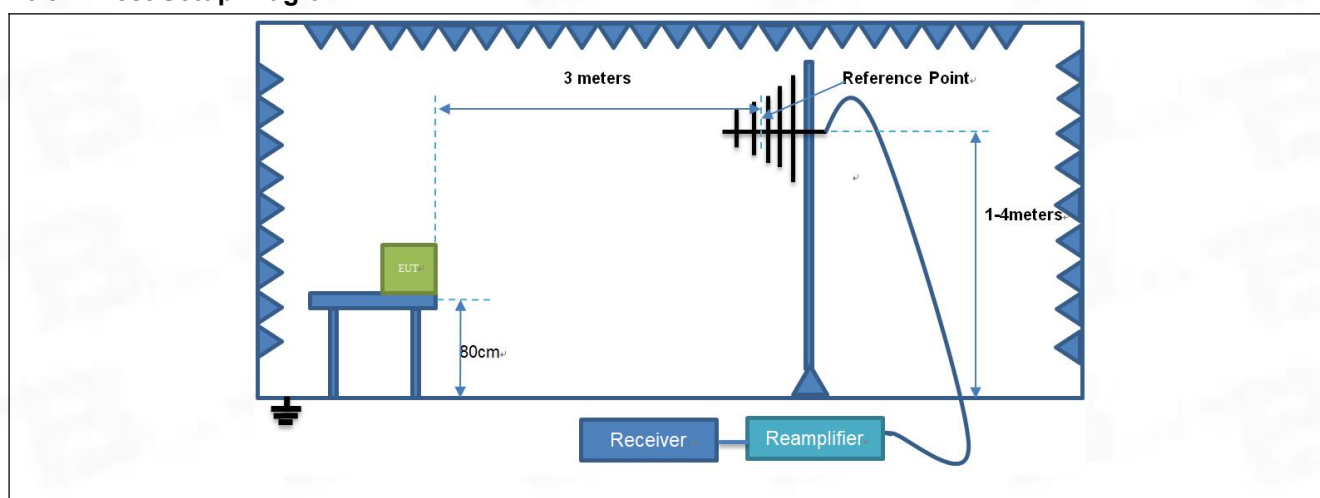 3 meters
Reference Point
1-4meters
EUT
80cm
Receiver
Reamplifier